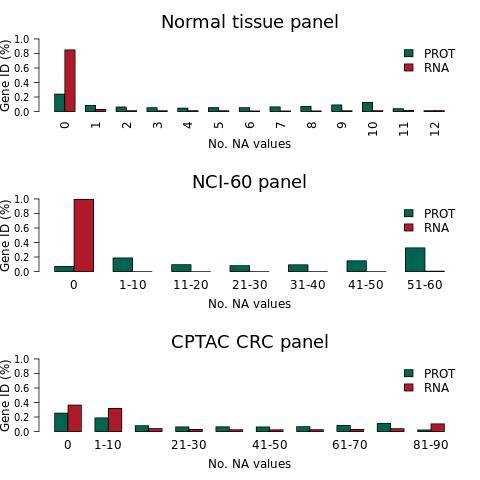 Normal tissue panel
Gene ID (%)
1.0
0.8
0.6
0.4
0.2
0.0
PROT
RNA
0 1 2 3 4 5 6 7 8 9 10 11 12
No. NA values
NCI-60 panel
Gene ID (%)
1.0
0.8
0.6
0.4
0.2
0.0
PROT
RNA
0 1-10 11-20 21-30 31-40 41-50 51-60
No. NA values
CPTAC CRC panel
Gene ID (%)
1.0
0.8
0.6
0.4
0.2
0.0
PROT
RNA
0 1-10 21-30 41-50 61-70 81-90
No. NA values